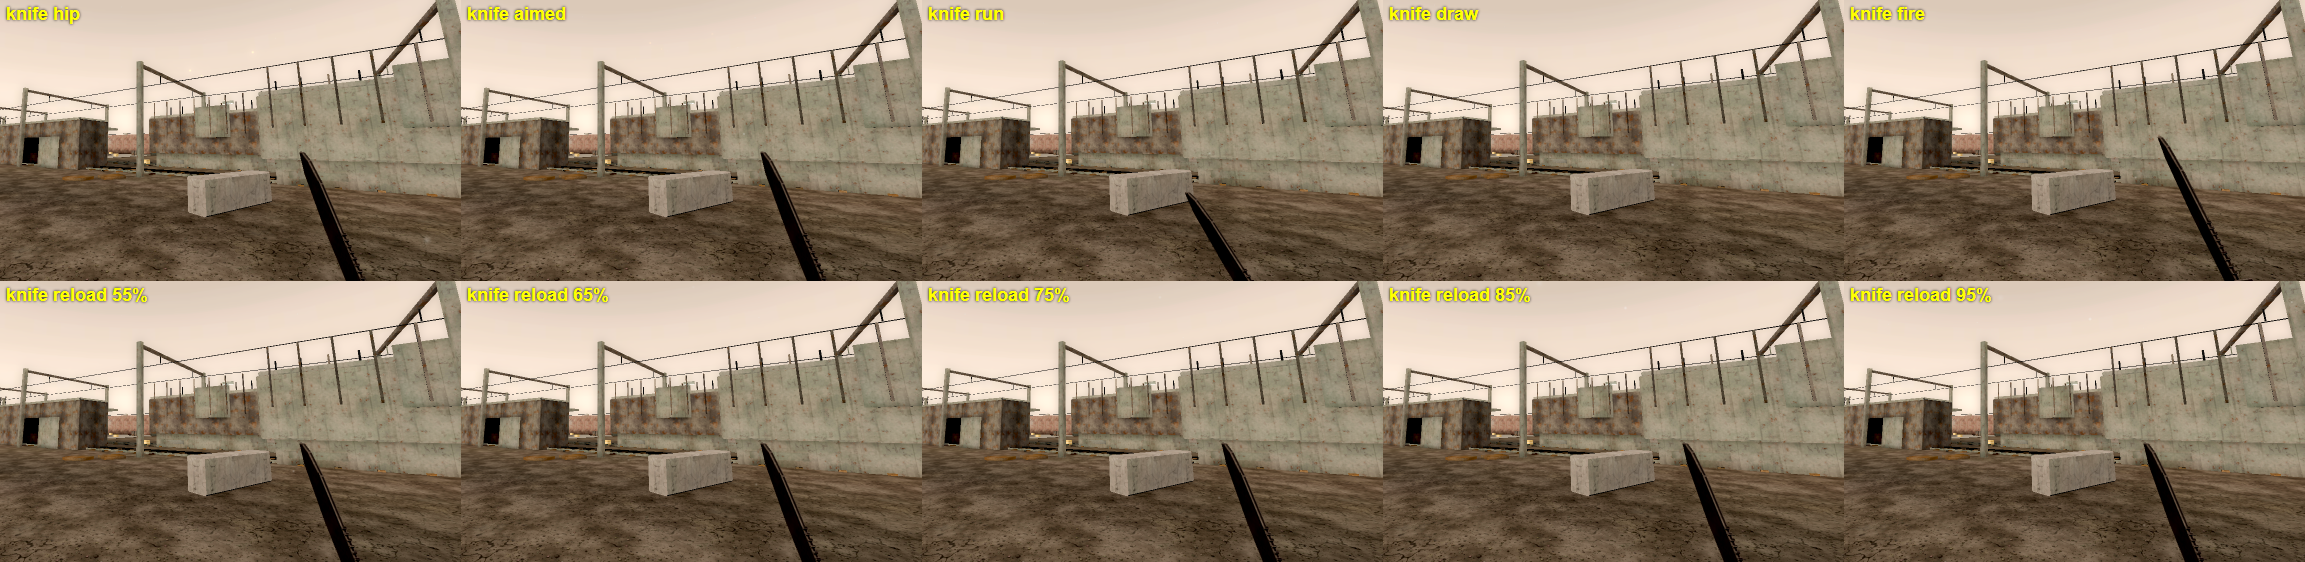 knife hip
knife aimed
knife run
knife draw
knife fire
knife reload 55%
knife reload 65%
knife reload 75%
knife reload 85%
knife reload 95%